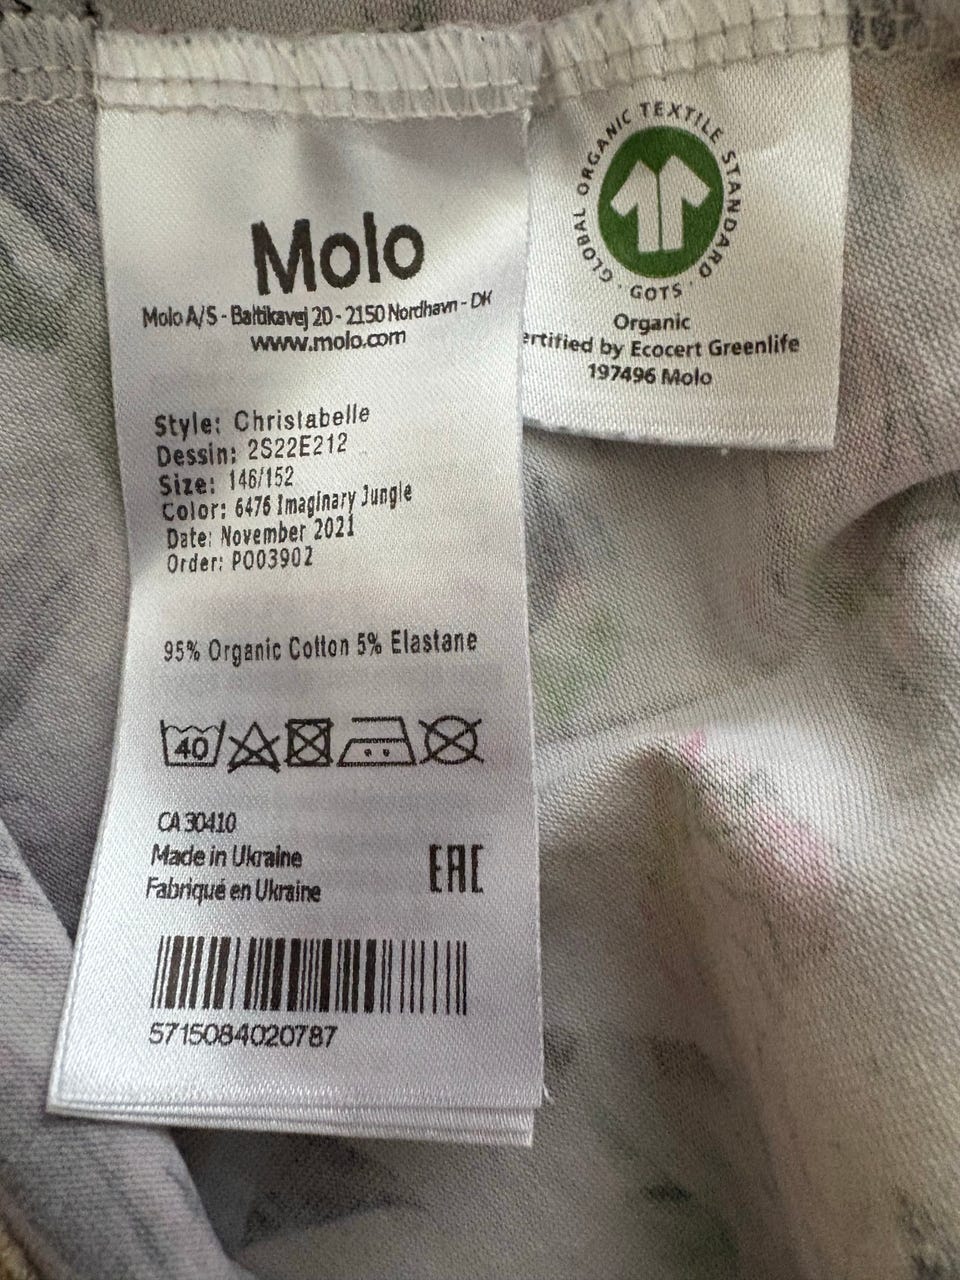 Molo
Molo A/S - Baltikavej 20 - 2150 Nordhavn - DK
www.molo.com
Style: Christabelle
Dessin: 2S22E212
Size: 146/152
Color: 6476 Imaginary Jungle
Date: November 2021
Order: PO03902
95% Organic Cotton 5% Elastane
40
CA 30410
Made in Ukraine
Fabriqué en Ukraine
EAC
5715084020787
GLOBAL ORGANIC TEXTILE STANDARD
· GOTS ·
Organic
ertified by Ecocert Greenlife
197496 Molo